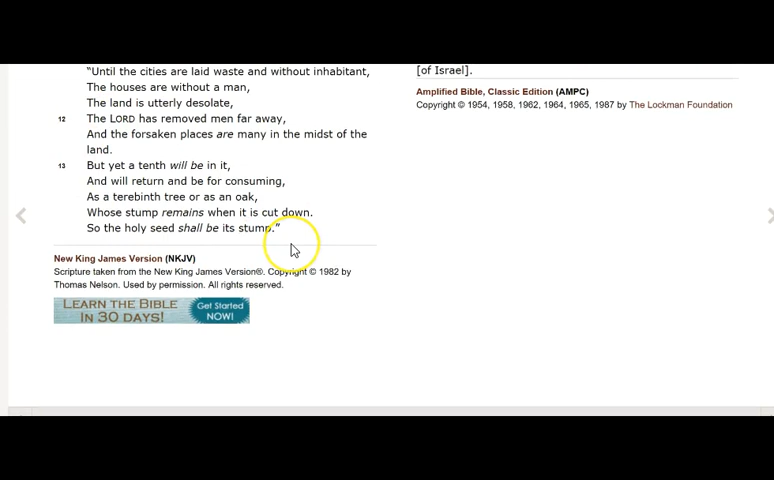 “Until the cities are laid waste and without inhabitant,
The houses are without a man,
The land is utterly desolate,
12 The LORD has removed men far away,
And the forsaken places are many in the midst of the
land.
13 But yet a tenth will be in it,
And will return and be for consuming,
As a terebinth tree or as an oak,
Whose stump remains when it is cut down.
So the holy seed shall be its stump.”
New King James Version (NKJV)
Scripture taken from the New King James Version®. Copyright © 1982 by
Thomas Nelson. Used by permission. All rights reserved.
LEARN THE BIBLE
IN 30 DAYS!
Get Started
NOW!
[of Israel].
Amplified Bible, Classic Edition (AMPC)
Copyright © 1954, 1958, 1962, 1964, 1965, 1987 by The Lockman Foundation